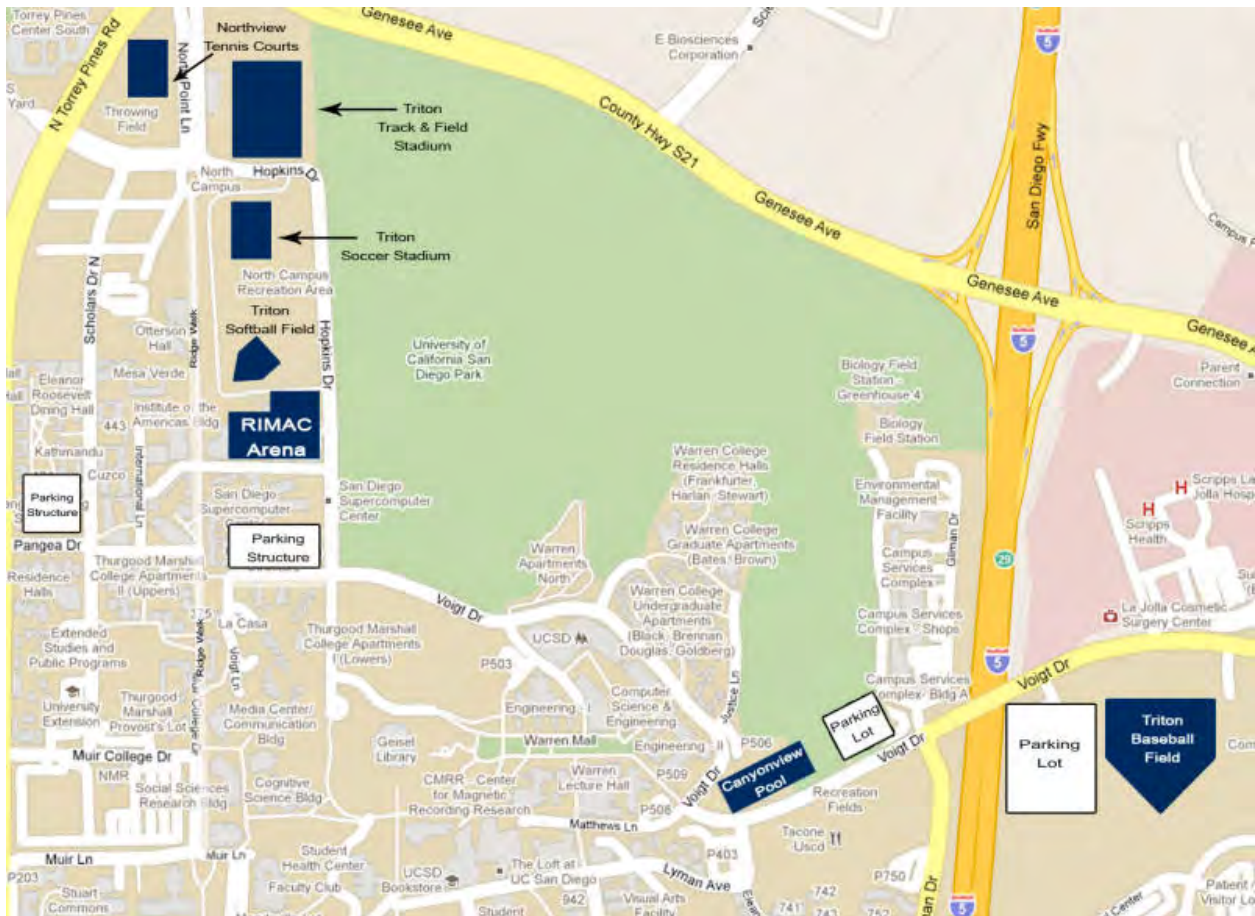 Torrey Pines
Center South
N Torrey Pines Rd
Northview
Tennis Courts
North Point Ln
Throwing
Field
Yard
Genesee Ave
E Biosciences
Corporation
County Hwy S21
San Diego Fwy
5
Triton
Track & Field
Stadium
North
Campus
Hopkins Dr
Triton
Soccer Stadium
North Campus
Recreation Area
Genesee Ave
Genesee Ave
Scholars Dr N
Triton
Softball Field
Otterson
Hall
Ridge Walk
Hopkins Dr
University of
California San
Diego Park
5
Parent
Connection
Mesa Verde
Eleanor
Roosevelt
Dining Hall
Biology Field
Station -
Greenhouse 4
Institute of the
Americas Bldg
443
RIMAC
Arena
Biology
Field Station
Kathmandu
Cuzco
International Ln
Warren College
Residence Halls
(Frankfurter,
Harlan, Stewart)
Environmental
Management
Facility
H
H
Scripps
Health
Parking
Structure
San Diego
Supercomputer
San Diego
Supercomputer
Center
Parking
Structure
Pangea Dr
Warren College
Graduate Apartments
(Bates, Brown)
Warren
Apartments
North
Gilman Dr
Campus
Services
Complex
29
Residence
Halls
Thurgood Marshall
College Apartments
II (Uppers)
Voigt Dr
Warren College
Undergraduate
Apartments
(Black, Brennan
Douglas, Goldberg)
Campus Services
Complex - Shops
La Jolla Cosmetic
Surgery Center
La Casa
Ridge Walk
Voigt Ln
Thurgood Marshall
College Apartments
I (Lowers)
UCSD
P503
Extended
Studies and
Public Programs
5
Voigt Dr
Campus Services
Complex- Bldg A
University
Extension
Thurgood
Marshall
Provost's Lot
Media Center/
Communication
Bldg
Engineering - I
Computer
Science &
Engineering
Justice Ln
Parking
Lot
Parking
Lot
Triton
Baseball
Field
Muir College Dr
Geisel
Library
Warren Mall
Engineering - II
P506
Voigt Dr
Canyonview
Pool
Voigt Dr
NMR
Social Sciences
Research Bldg
Cognitive
Science Bldg
CMRR - Center
for Magnetic
Recording Research
Warren
Lecture Hall
P509
P508
Matthews Ln
Recreation
Fields
Tacone
Uscd
Muir Ln
Muir Ln
Student
Health Center
Faculty Club
UCSD
Bookstore
The Loft at
UC San Diego
Lyman Ave
P403
P750
P203
Stuart
Commons
Student
942
Visual Arts
Facility
742
741
743
752
5